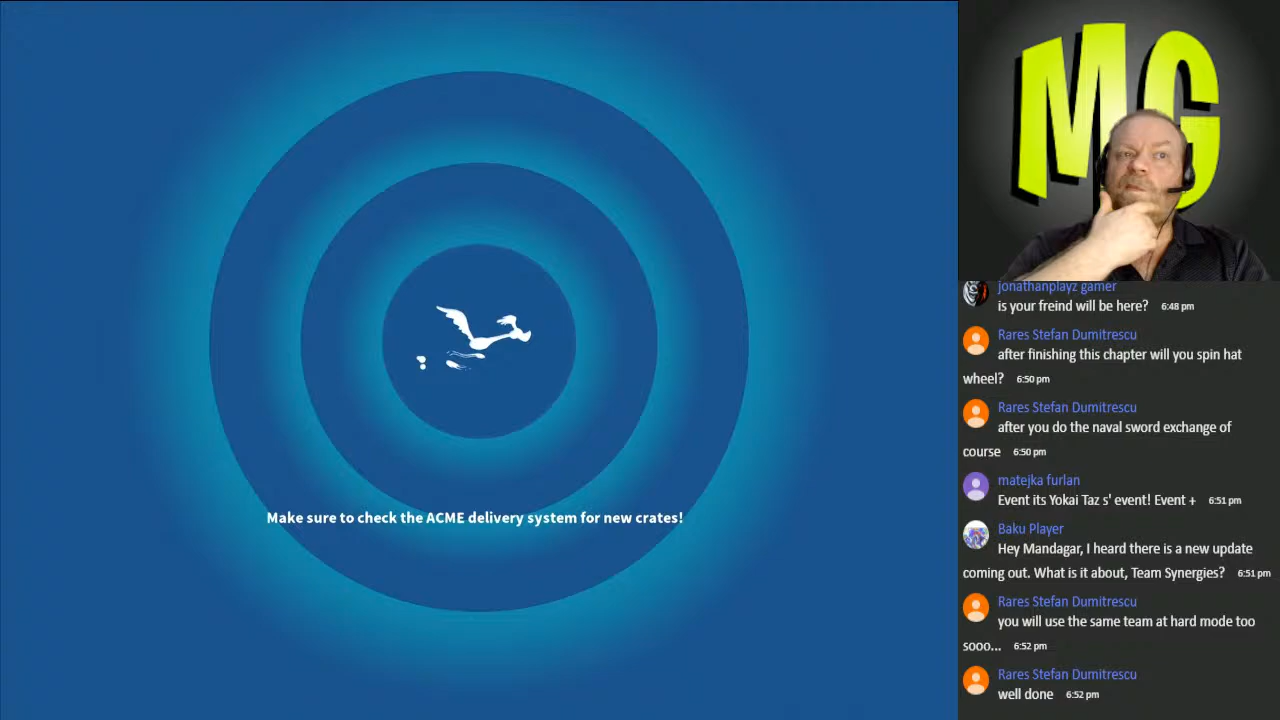 Make sure to check the ACME delivery system for new crates!
MG
jonathanplayz gamer
is your freind will be here? 6:48 pm
Rares Stefan Dumitrescu
after finishing this chapter will you spin hat
wheel? 6:50 pm
Rares Stefan Dumitrescu
after you do the naval sword exchange of
course 6:50 pm
matejka furlan
Event its Yokai Taz s' event! Event + 6:51 pm
Baku Player
Hey Mandagar, I heard there is a new update
coming out. What is it about, Team Synergies? 6:51 pm
Rares Stefan Dumitrescu
you will use the same team at hard mode too
sooo... 6:52 pm
Rares Stefan Dumitrescu
well done 6:52 pm